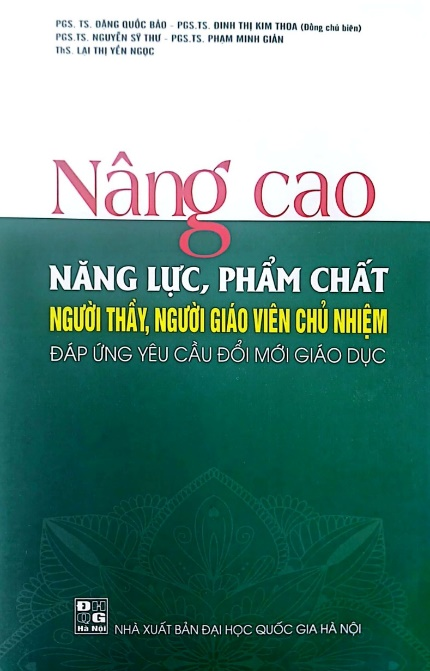 PGS. TS. ĐẶNG QUỐC BẢO - PGS.TS. ĐINH THỊ KIM THOA (Đồng chủ biên)
PGS.TS. NGUYỄN SỸ THƯ - PGS.TS. PHẠM MINH GIẢN
ThS. LẠI THỊ YẾN NGỌC
Nâng cao
NĂNG LỰC, PHẨM CHẤT
NGƯỜI THẦY, NGƯỜI GIÁO VIÊN CHỦ NHIỆM
ĐÁP ỨNG YÊU CẦU ĐỔI MỚI GIÁO DỤC
ĐH
QG
Hà Nội
NHÀ XUẤT BẢN ĐẠI HỌC QUỐC GIA HÀ NỘI